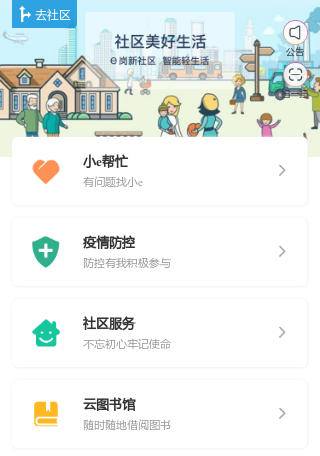 去社区
社区美好生活
e 岗新社区 智能轻生活
公告
小e帮忙
有问题找小e
疫情防控
防控有我积极参与
社区服务
不忘初心牢记使命
云图书馆
随时随地借阅图书